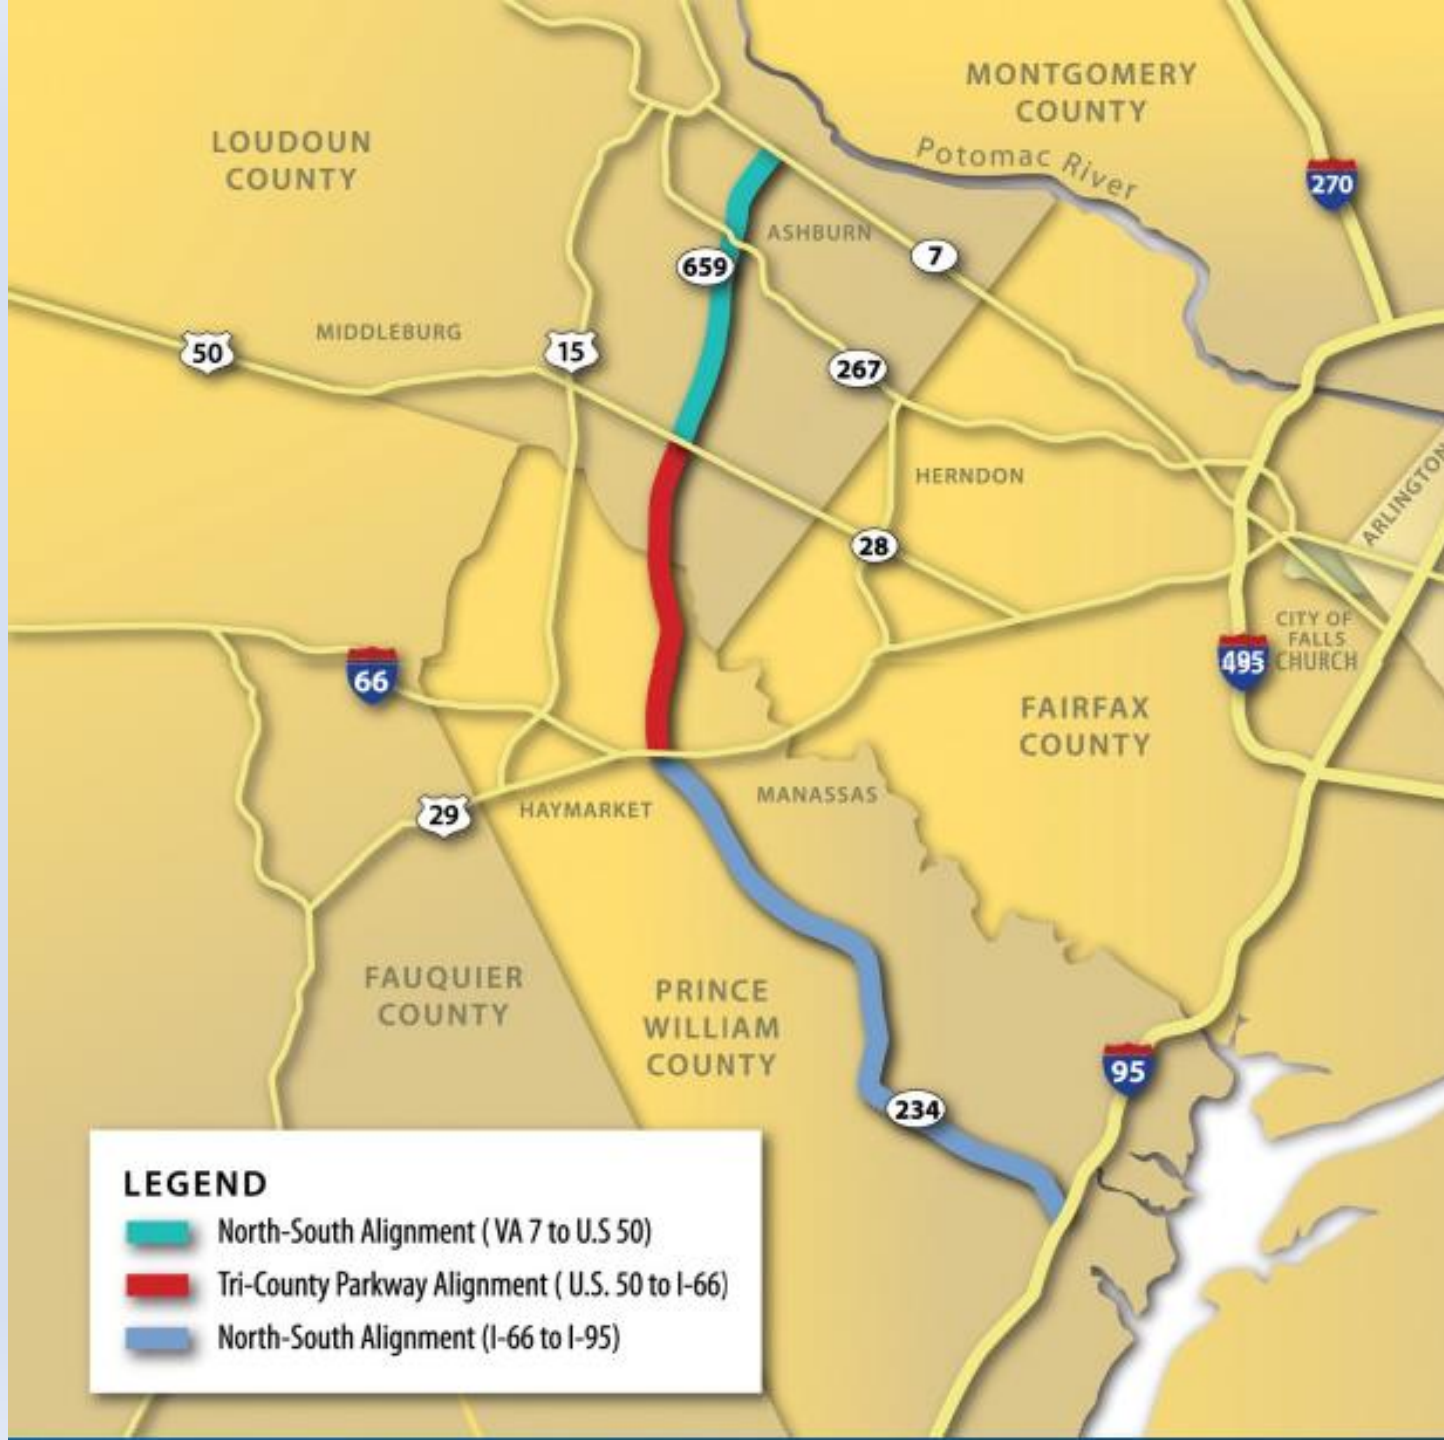 MONTGOMERY
COUNTY
LOUDOUN
COUNTY
Potomac River
270
ASHBURN
659
7
MIDDLEBURG
50
15
267
HERNDON
ARLINGTON
28
CITY OF
FALLS
CHURCH
495
66
FAIRFAX
COUNTY
MANASSAS
HAYMARKET
29
FAUQUIER
COUNTY
PRINCE
WILLIAM
COUNTY
95
234
LEGEND
North-South Alignment ( VA 7 to U.S 50)
Tri-County Parkway Alignment ( U.S. 50 to I-66)
North-South Alignment (I-66 to I-95)